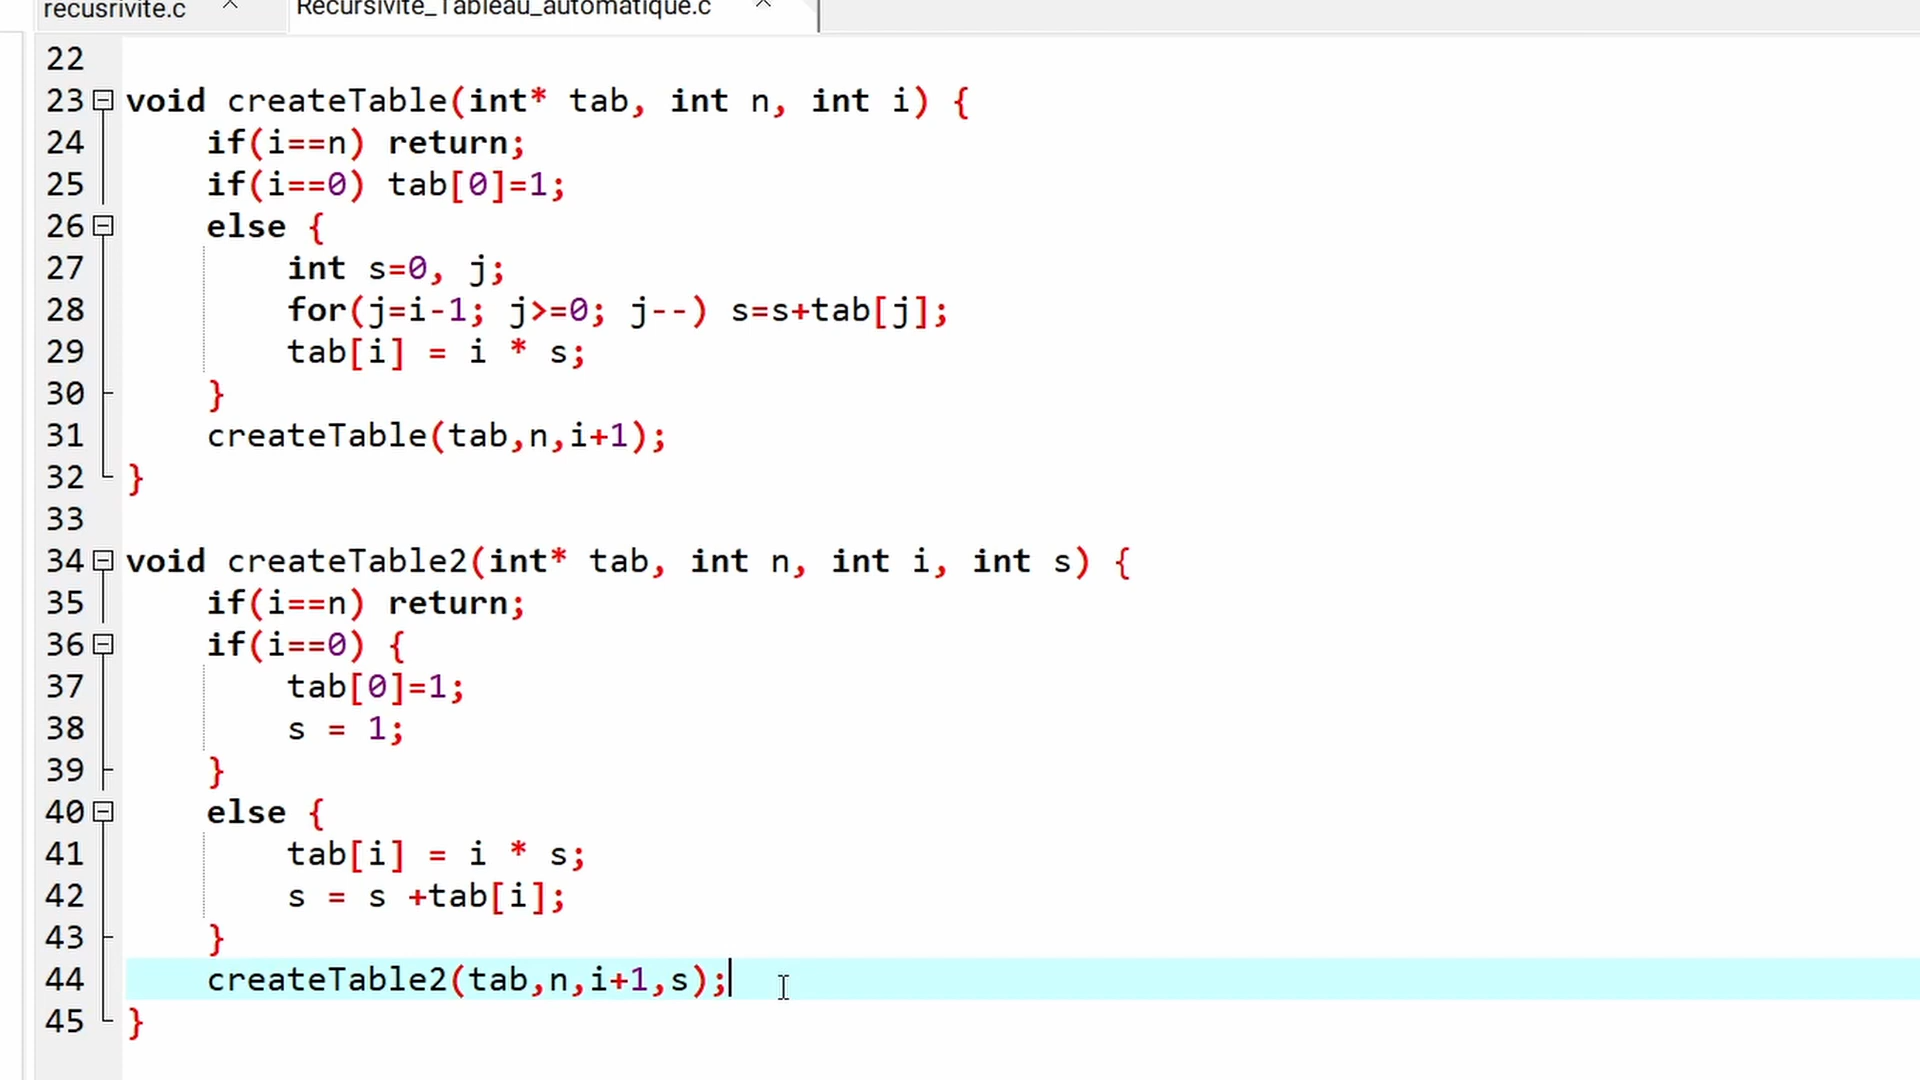 recusrivite.c
Recursivite_Tableau_automatique.c
22
23 void createTable(int* tab, int n, int i) {
24     if(i==n) return;
25     if(i==0) tab[0]=1;
26     else {
27         int s=0, j;
28         for(j=i-1; j>=0; j--) s=s+tab[j];
29         tab[i] = i * s;
30     }
31     createTable(tab,n,i+1);
32 }
33
34 void createTable2(int* tab, int n, int i, int s) {
35     if(i==n) return;
36     if(i==0) {
37         tab[0]=1;
38         s = 1;
39     }
40     else {
41         tab[i] = i * s;
42         s = s +tab[i];
43     }
44     createTable2(tab,n,i+1,s);
45 }